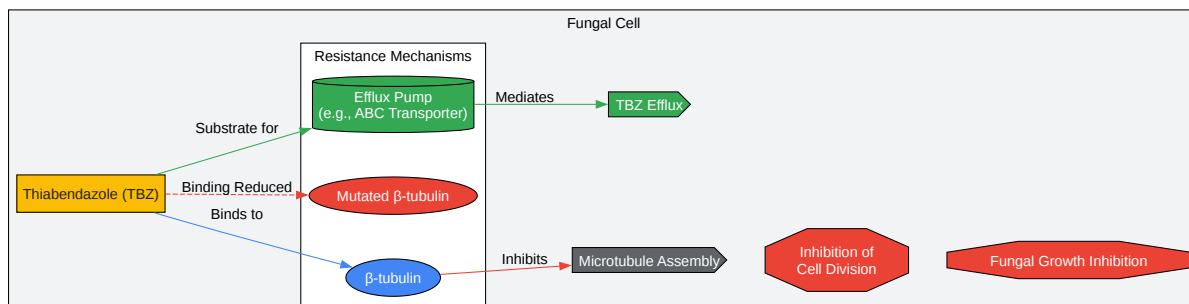 Fungal Cell
Resistance Mechanisms
Efflux Pump
(e.g., ABC Transporter)
Mediates
TBZ Efflux
Substrate for
Thiabendazole (TBZ)
Binding Reduced
Mutated β-tubulin
Binds to
β-tubulin
Inhibits
Microtubule Assembly
Inhibition of
Cell Division
Fungal Growth Inhibition